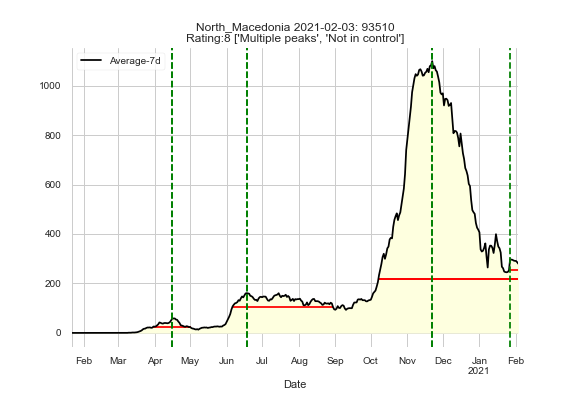 North_Macedonia 2021-02-03: 93510
Rating:8 ['Multiple peaks', 'Not in control']
Average-7d
1000
800
600
400
200
0
Feb Mar Apr May Jun Jul Aug Sep Oct Nov Dec Jan Feb
2021
Date